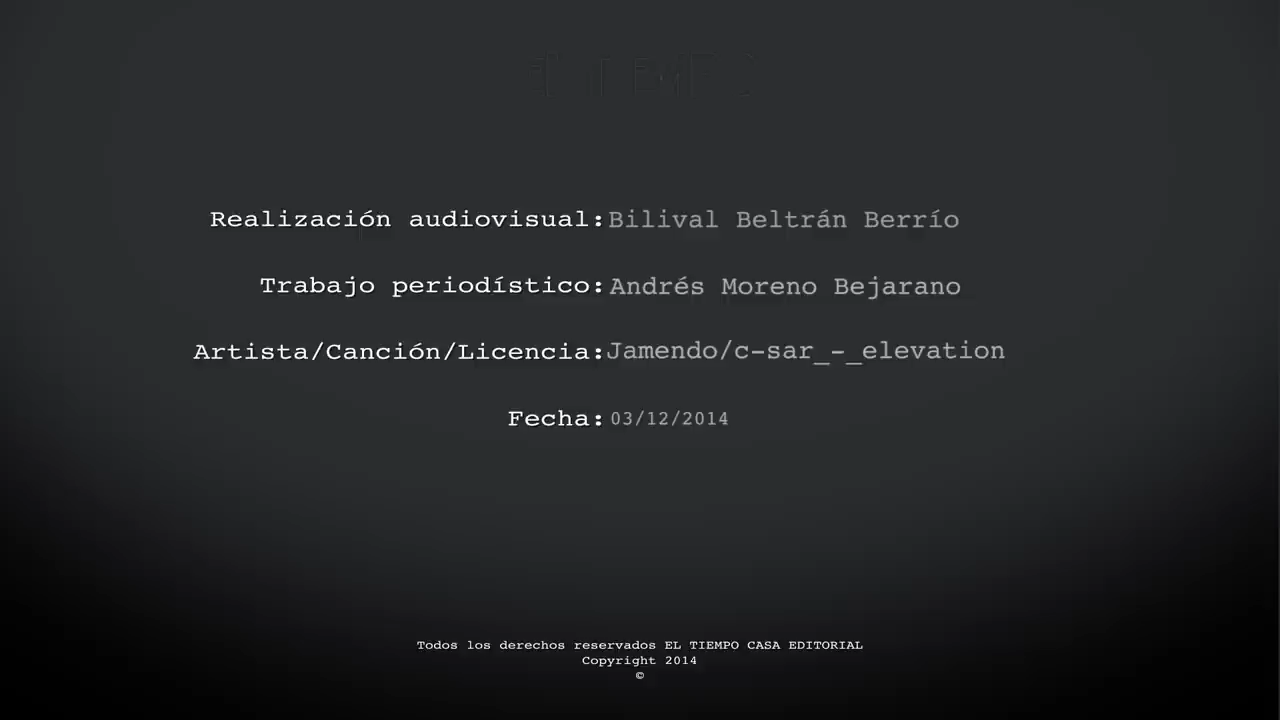 Realización audiovisual: Bilival Beltrán Berrío
Trabajo periodístico: Andrés Moreno Bejarano
Artista/Canción/Licencia: Jamendo/c-sar_-_elevation
Fecha: 03/12/2014
Todos los derechos reservados EL TIEMPO CASA EDITORIAL
Copyright 2014
©